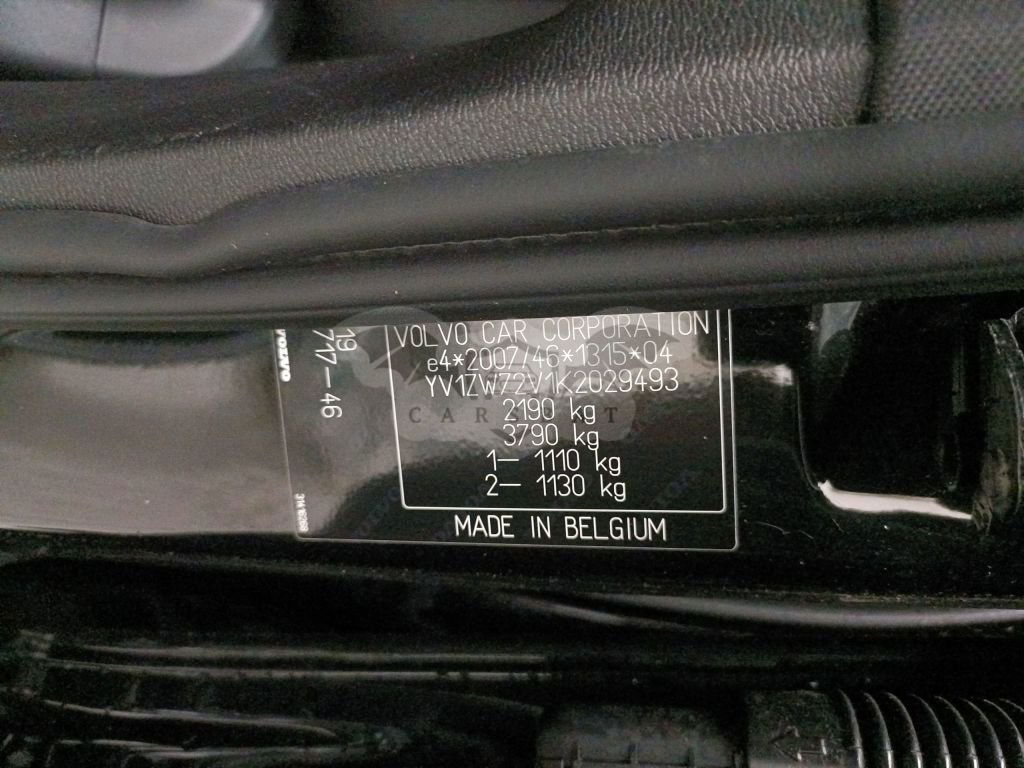 VOLVO CAR CORPORATION
e4*2007/46*1315*04
YV1ZW72V1K2029493
2190 kg
3790 kg
1— 1110 kg
2— 1130 kg
MADE IN BELGIUM
19
717—46
VOLVO